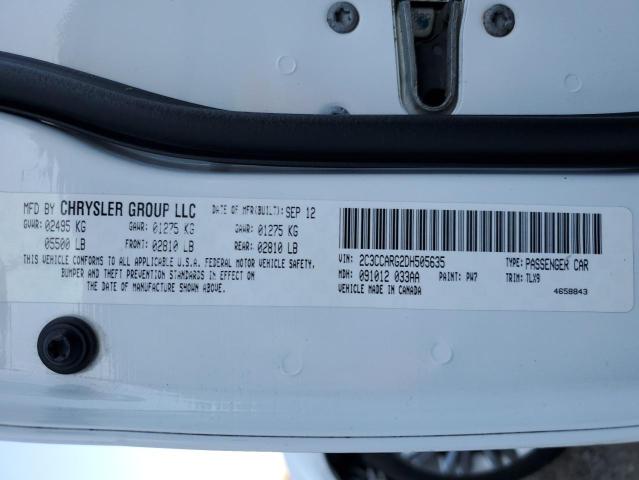 MFD BY CHRYSLER GROUP LLC DATE OF MFR(BUILT): SEP 12
GVWR: 02495 KG GAWR: 01275 KG GAWR: 01275 KG
05500 LB FRONT: 02810 LB REAR: 02810 LB
THIS VEHICLE CONFORMS TO ALL APPLICABLE U.S.A. FEDERAL MOTOR VEHICLE SAFETY,
BUMPER AND THEFT PREVENTION STANDARDS IN EFFECT ON
THE DATE OF MANUFACTURE SHOWN ABOVE.
VIN: 2C3CCARG2DH505635 TYPE: PASSENGER CAR
MDH: 091012 033AA PAINT: PW7 TRIM: TLX9
VEHICLE MADE IN CANADA 4658843